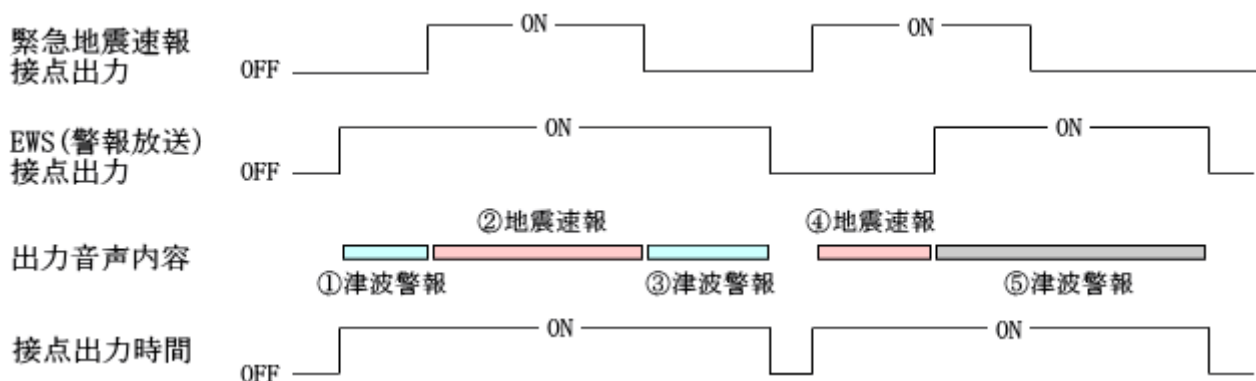 緊急地震速報
接点出力
OFF
ON
ON
EWS(警報放送)
接点出力
OFF
ON
ON
出力音声内容
①津波警報
②地震速報
③津波警報
④地震速報
⑤津波警報
接点出力時間
OFF
ON
ON